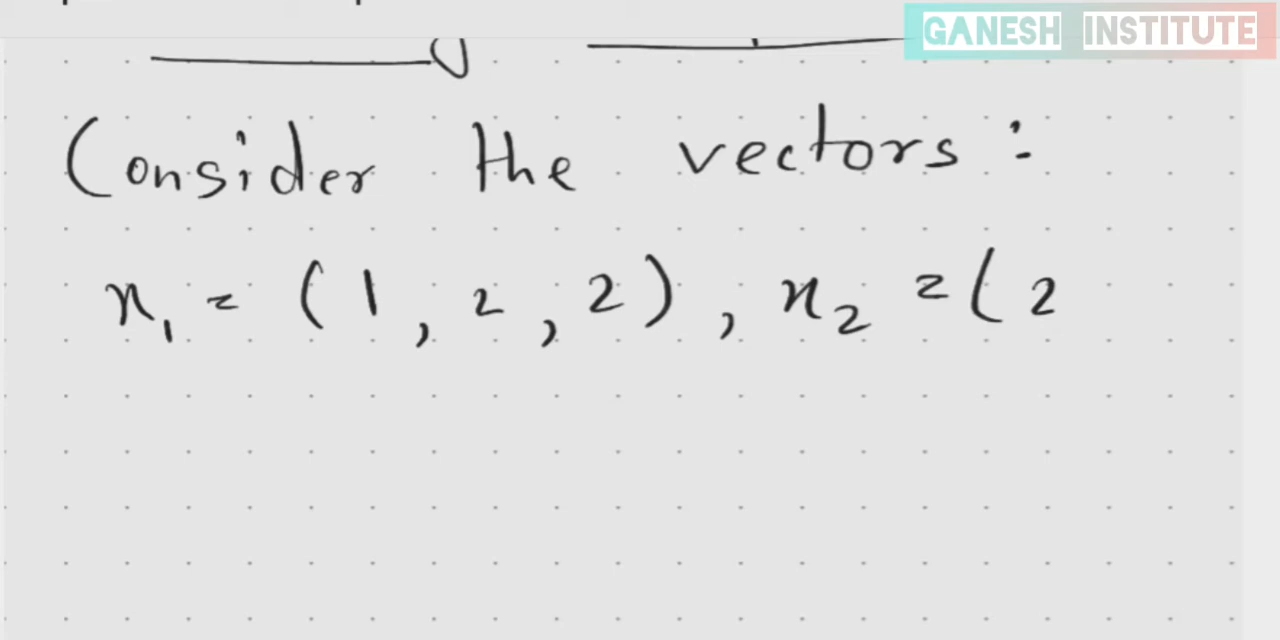 GANESH INSTITUTE
Consider the vectors :
x₁ = (1, 2, 2), x₂ = (2